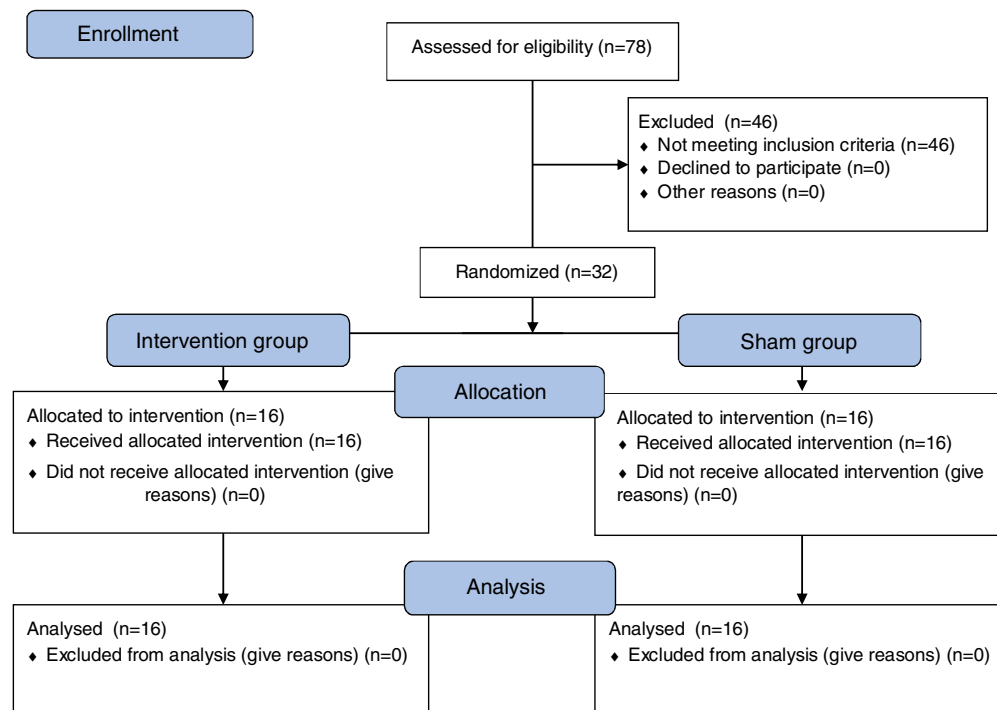 Enrollment
Assessed for eligibility (n=78)
Excluded (n=46)
♦ Not meeting inclusion criteria (n=46)
♦ Declined to participate (n=0)
♦ Other reasons (n=0)
Randomized (n=32)
Intervention group
Sham group
Allocation
Allocated to intervention (n=16)
♦ Received allocated intervention (n=16)
♦ Did not receive allocated intervention (give
reasons) (n=0)
Allocated to intervention (n=16)
♦ Received allocated intervention (n=16)
♦ Did not receive allocated intervention (give
reasons) (n=0)
Analysis
Analysed (n=16)
♦ Excluded from analysis (give reasons) (n=0)
Analysed (n=16)
♦ Excluded from analysis (give reasons) (n=0)